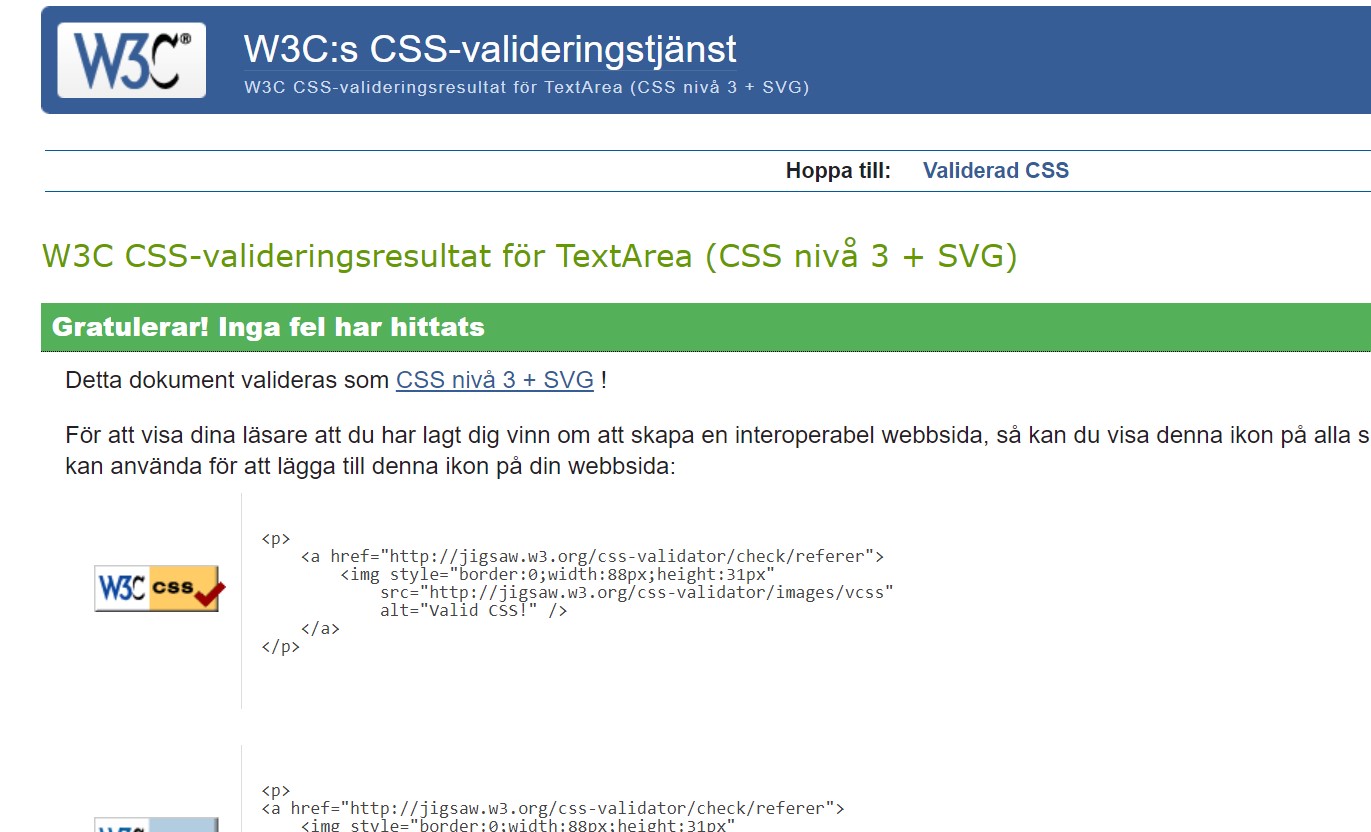 W3C®
W3C:s CSS-valideringstjänst
W3C CSS-valideringsresultat för TextArea (CSS nivå 3 + SVG)
Hoppa till: Validerad CSS
W3C CSS-valideringsresultat för TextArea (CSS nivå 3 + SVG)
Gratulerar! Inga fel har hittats
Detta dokument valideras som CSS nivå 3 + SVG !
För att visa dina läsare att du har lagt dig vinn om att skapa en interoperabel webbsida, så kan du visa denna ikon på alla s
kan använda för att lägga till denna ikon på din webbsida:
W3C css
<p>
<a href="http://jigsaw.w3.org/css-validator/check/referer">
<img style="border:0;width:88px;height:31px"
src="http://jigsaw.w3.org/css-validator/images/vcss"
alt="Valid CSS!" />
</a>
</p>
<p>
<a href="http://jigsaw.w3.org/css-validator/check/referer">
<img style="border:0;width:88px;height:31px"